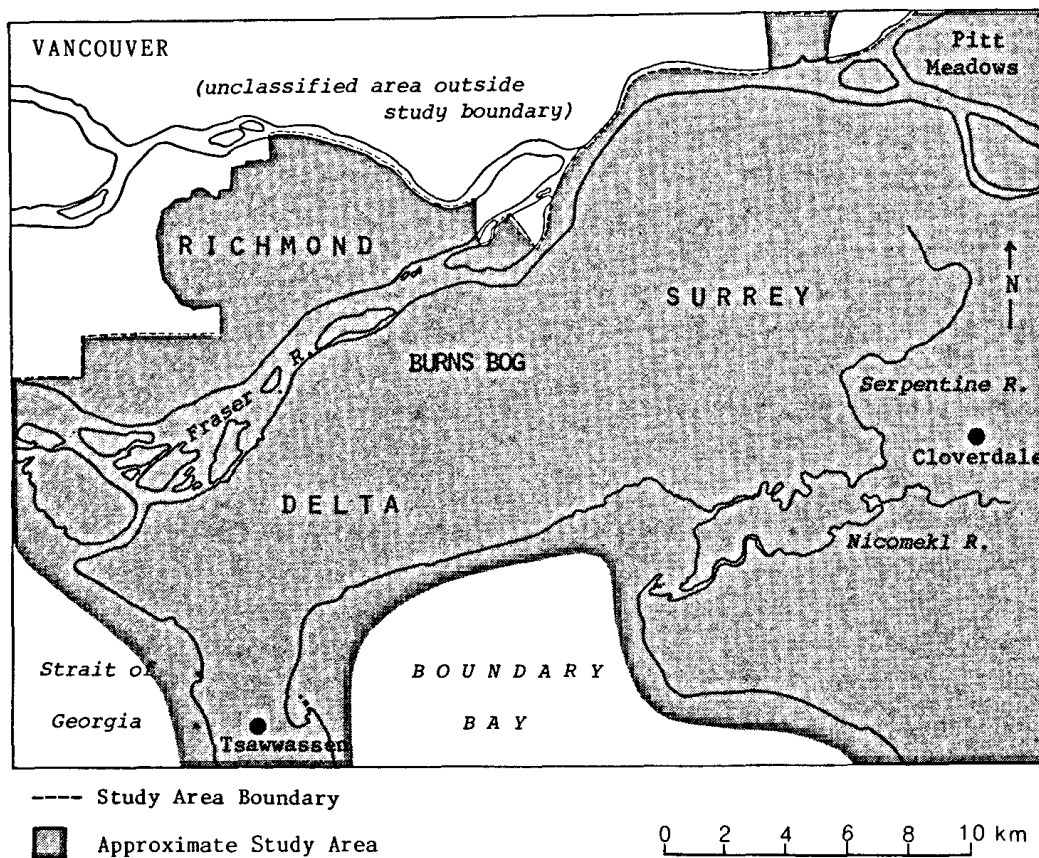 VANCOUVER
(unclassified area outside
study boundary)
Pitt
Meadows
RICHMOND
N
SURREY
BURNS BOG
Fraser R.
Serpentine R.
Cloverdale
DELTA
Nicomekl R.
Strait of
Georgia
BOUNDARY
BAY
Tsawwassen
Study Area Boundary
Approximate Study Area
0 2 4 6 8 10 km